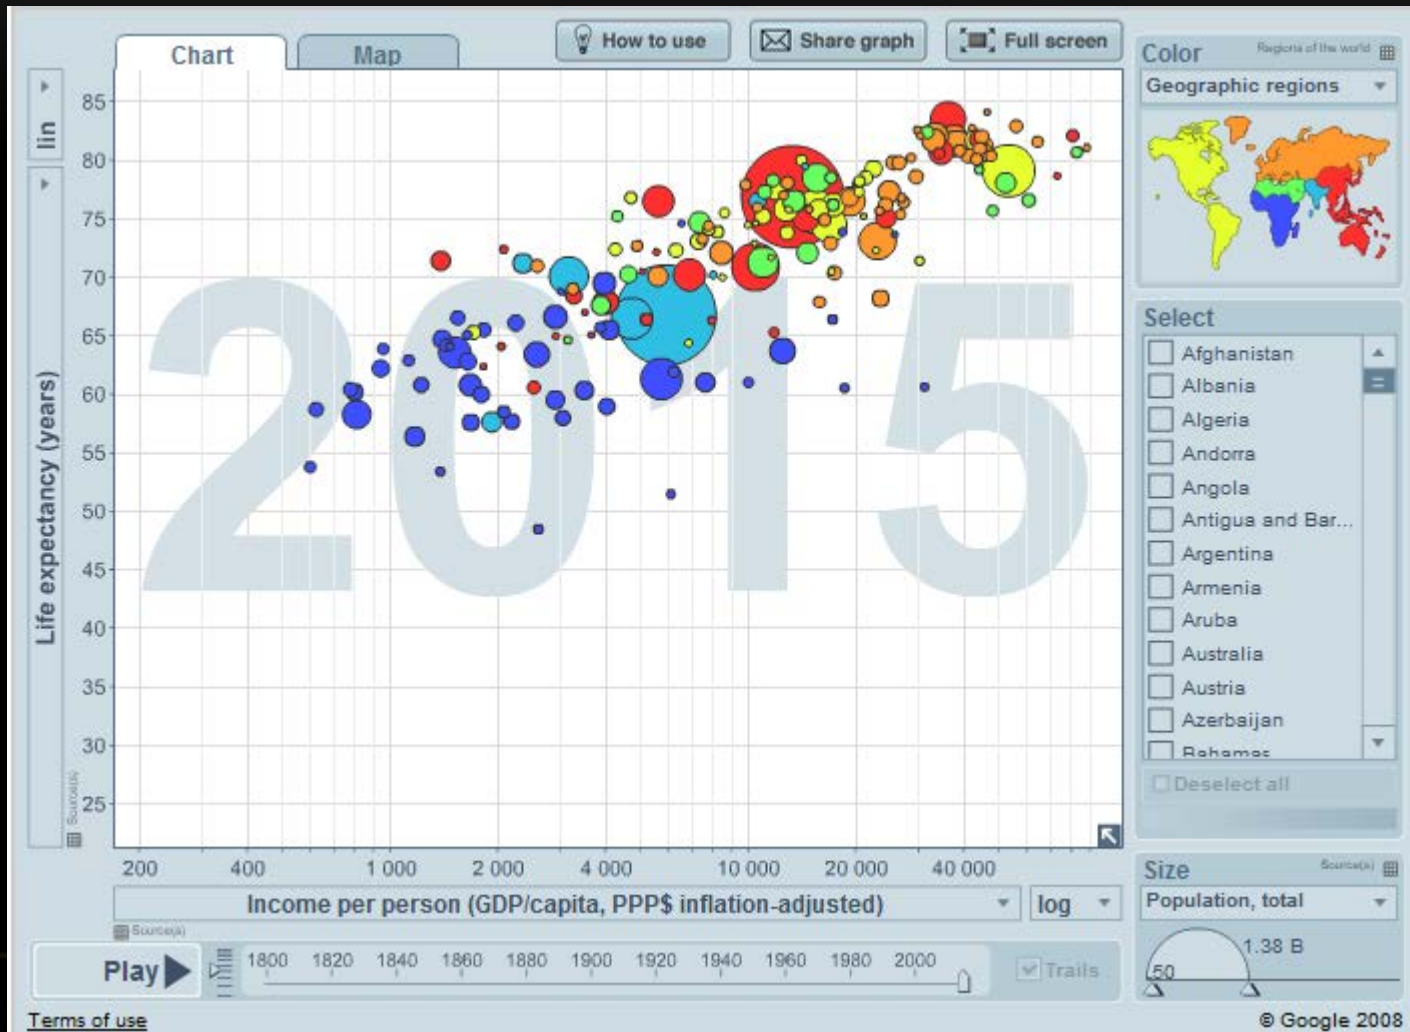 Chart
Map
How to use
Share graph
Full screen
Color
Regions of the world
Geographic regions
lin
Life expectancy (years)
Source(s)
85
80
75
70
65
60
55
50
45
40
35
30
25
2015
200
400
1 000
2 000
4 000
10 000
20 000
40 000
Income per person (GDP/capita, PPP$ inflation-adjusted)
log
Source(s)
Select
Afghanistan
Albania
Algeria
Andorra
Angola
Antigua and Bar...
Argentina
Armenia
Aruba
Australia
Austria
Azerbaijan
Bahamas
Deselect all
Size
Source(s)
Population, total
1.38 B
50
Play
1800 1820 1840 1860 1880 1900 1920 1940 1960 1980 2000
Trails
Terms of use
© Google 2008